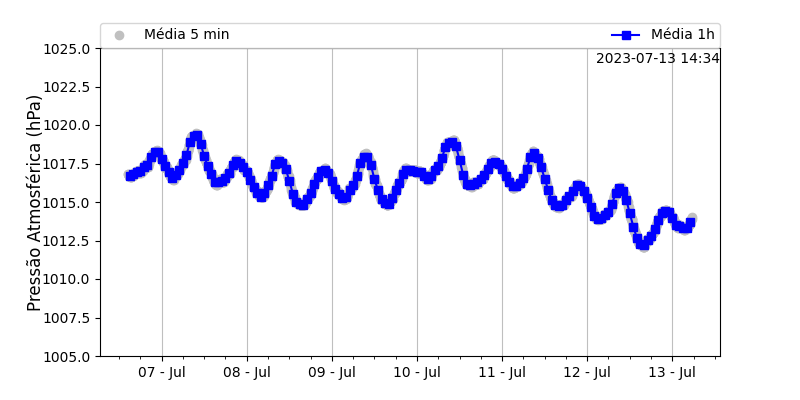 Média 5 min
Média 1h
2023-07-13 14:34
Pressão Atmosférica (hPa)
1025.0
1022.5
1020.0
1017.5
1015.0
1012.5
1010.0
1007.5
1005.0
07 - Jul
08 - Jul
09 - Jul
10 - Jul
11 - Jul
12 - Jul
13 - Jul